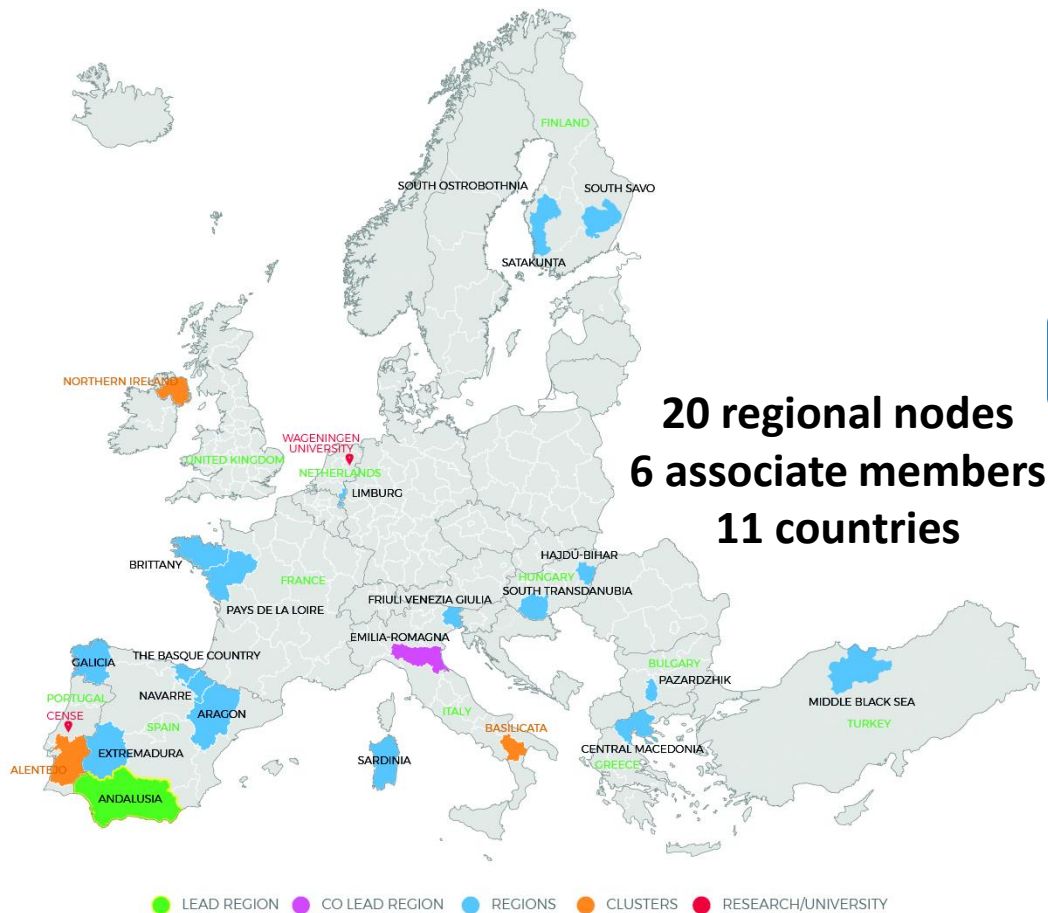 FINLAND
SOUTH OSTROBOTHNIA
SOUTH SAVO
SATAKUNTA
NORTHERN IRELAND
WAGENINGEN
UNIVERSITY
UNITED KINGDOM
NETHERLANDS
LIMBURG
20 regional nodes
6 associate members
11 countries
BRITTANY
FRANCE
PAYS DE LA LOIRE
HAJDÚ-BIHAR
HUNGARY
SOUTH TRANSDANUBIA
FRIULI VENEZIA GIULIA
EMILIA-ROMAGNA
THE BASQUE COUNTRY
GALICIA
NAVARRE
PORTUGAL
CENSE
SPAIN
ARAGON
EXTREMADURA
ALENTEJO
ANDALUSIA
ITALY
BASILICATA
SARDINIA
BULGARY
PAZARDZHIK
CENTRAL MACEDONIA
GREECE
MIDDLE BLACK SEA
TURKEY
LEAD REGION CO LEAD REGION REGIONS CLUSTERS RESEARCH/UNIVERSITY